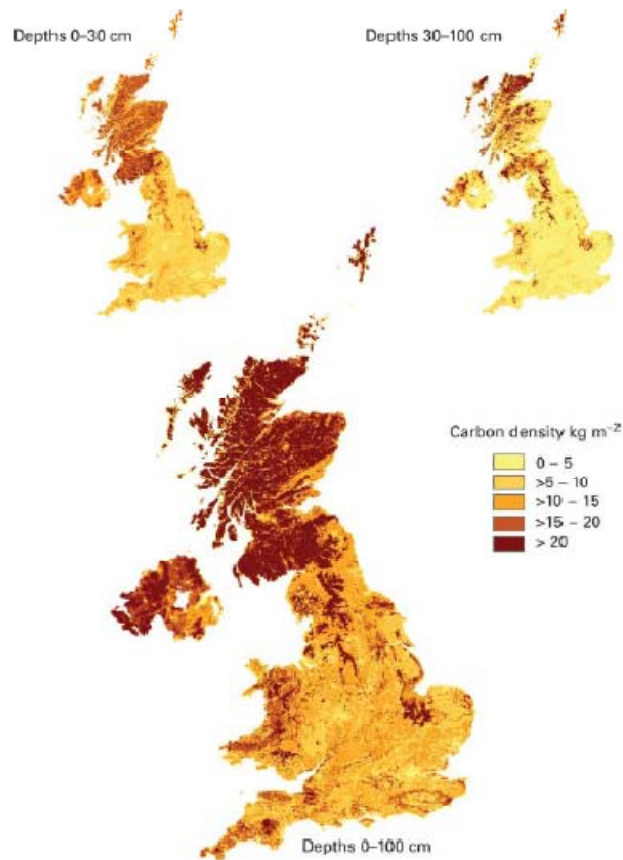 Depths 0–30 cm
Depths 30–100 cm
Carbon density kg m⁻²
0 – 5
>5 – 10
>10 – 15
>15 – 20
> 20
Depths 0–100 cm